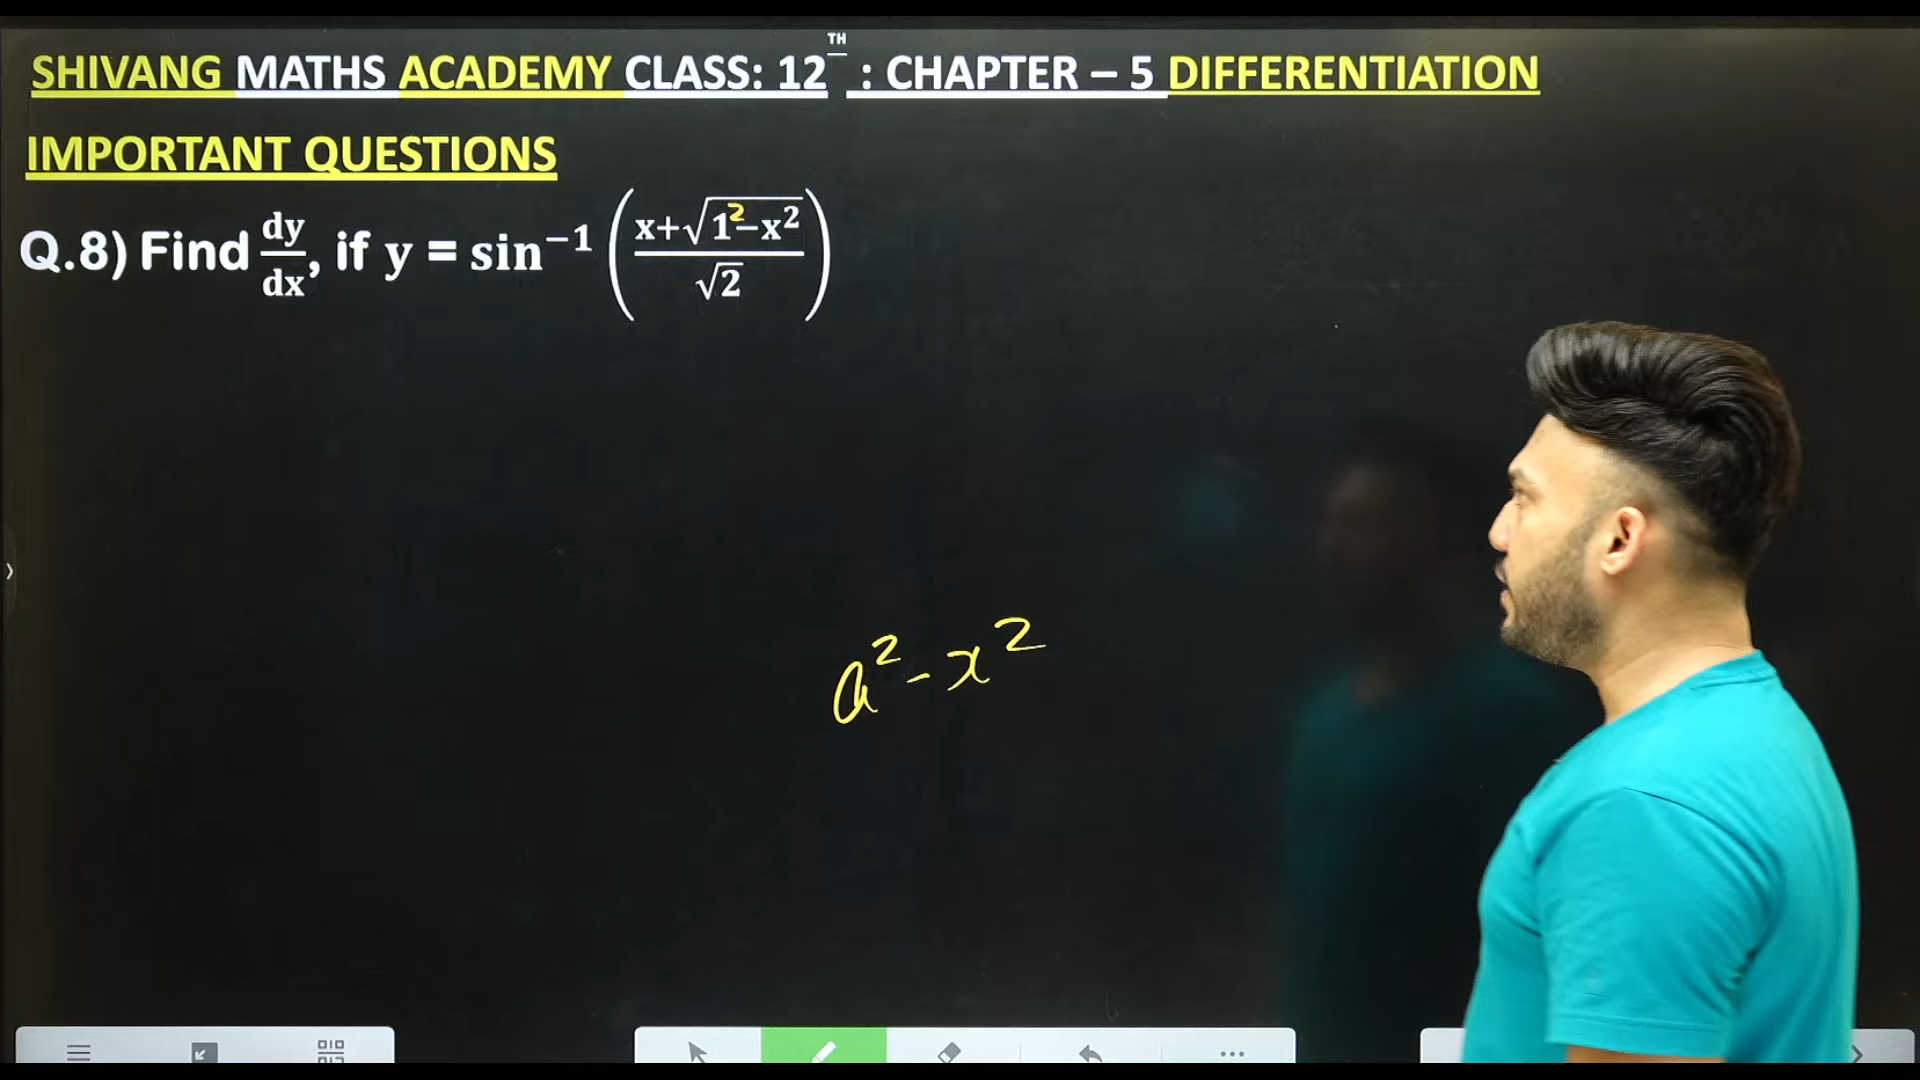 SHIVANG MATHS ACADEMY CLASS: 12TH : CHAPTER – 5 DIFFERENTIATION
IMPORTANT QUESTIONS
Q.8) Find dy/dx, if y = sin⁻¹ ((x+√(1²−x²))/√2)
a² - x²